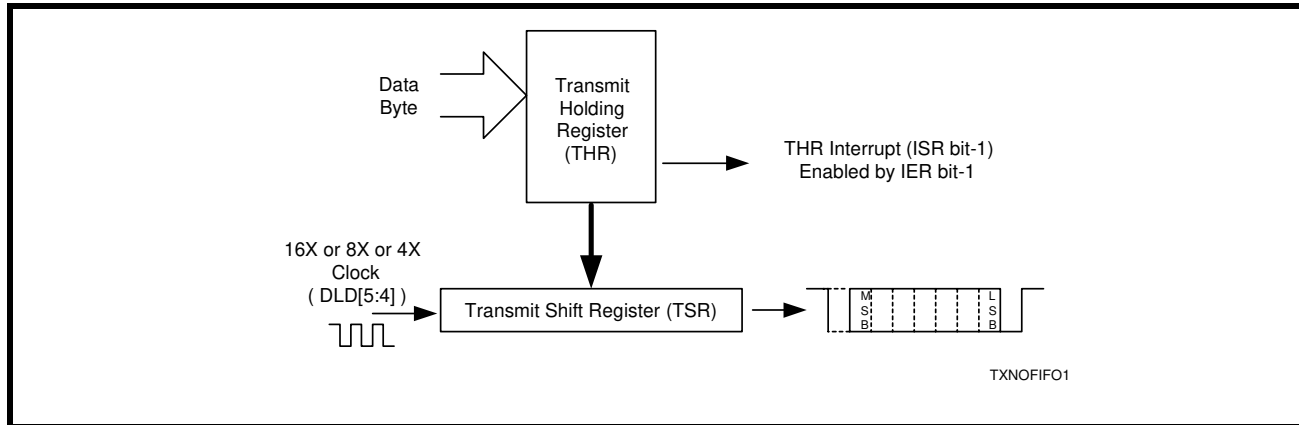 Data
Byte
Transmit
Holding
Register
(THR)
THR Interrupt (ISR bit-1)
Enabled by IER bit-1
16X or 8X or 4X
Clock
( DLD[5:4] )
Transmit Shift Register (TSR)
M
S
B
L
S
B
TXNOFIFO1